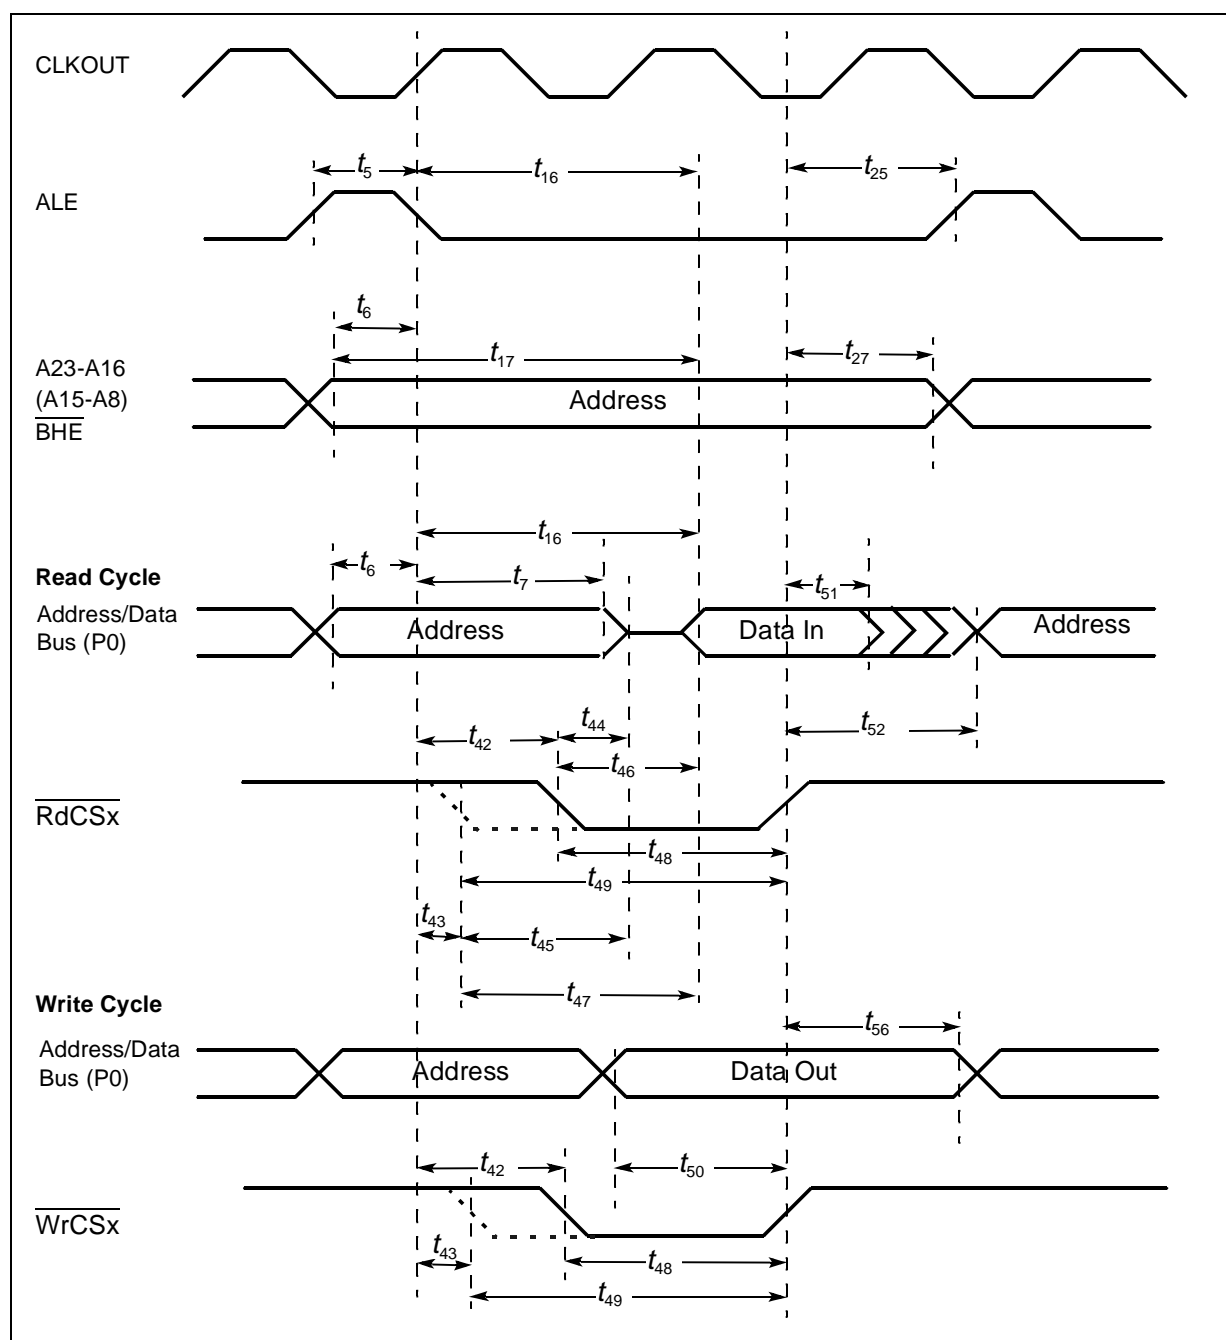 CLKOUT
t5
t16
t25
ALE
t6
t17
t27
A23-A16
(A15-A8)
BHE
Address
t16
t6
t7
t51
Read Cycle
Address/Data
Bus (P0)
Address
Data In
Address
t42
t44
t52
t46
RdCSx
t48
t49
t43
t45
t47
Write Cycle
t56
Address/Data
Bus (P0)
Address
Data Out
t42
t50
WrCSx
t43
t48
t49